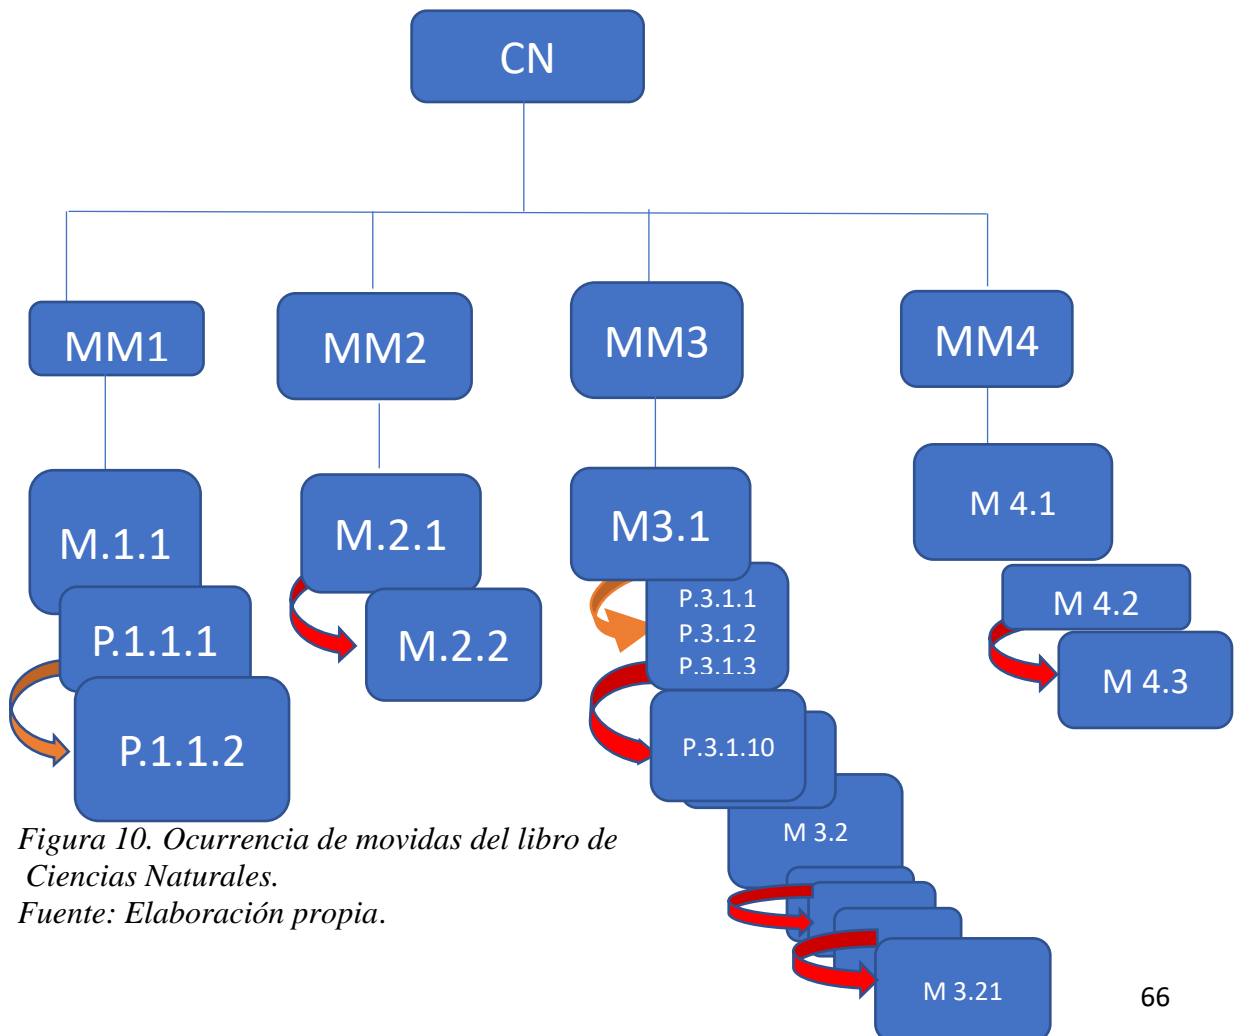 CN
MM1
MM2
MM3
MM4
M.1.1
P.1.1.1
P.1.1.2
M.2.1
M.2.2
M3.1
P.3.1.1
P.3.1.2
P.3.1.3
P.3.1.10
M 3.2
M 3.21
M 4.1
M 4.2
M 4.3
Figura 10. Ocurrencia de movidas del libro de
Ciencias Naturales.
Fuente: Elaboración propia.
66